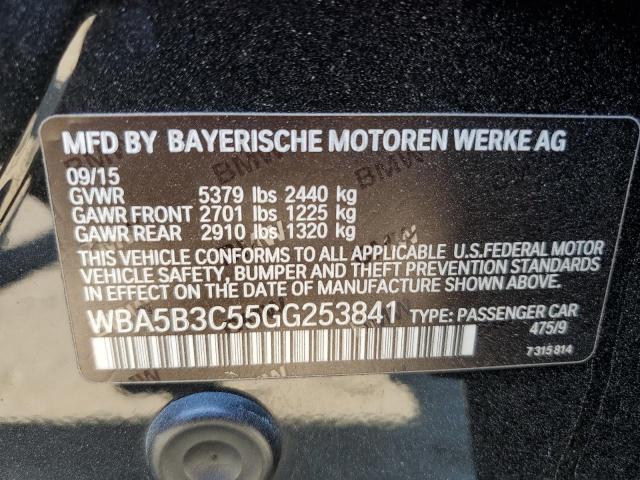 MFD BY BAYERISCHE MOTOREN WERKE AG
09/15
GVWR 5379 lbs 2440 kg
GAWR FRONT 2701 lbs 1225 kg
GAWR REAR 2910 lbs 1320 kg
THIS VEHICLE CONFORMS TO ALL APPLICABLE U.S.FEDERAL MOTOR
VEHICLE SAFETY, BUMPER AND THEFT PREVENTION STANDARDS
IN EFFECT ON THE DATE OF MANUFACTURE SHOWN ABOVE.
WBA5B3C55GG253841 TYPE: PASSENGER CAR
475/9
7 315 814